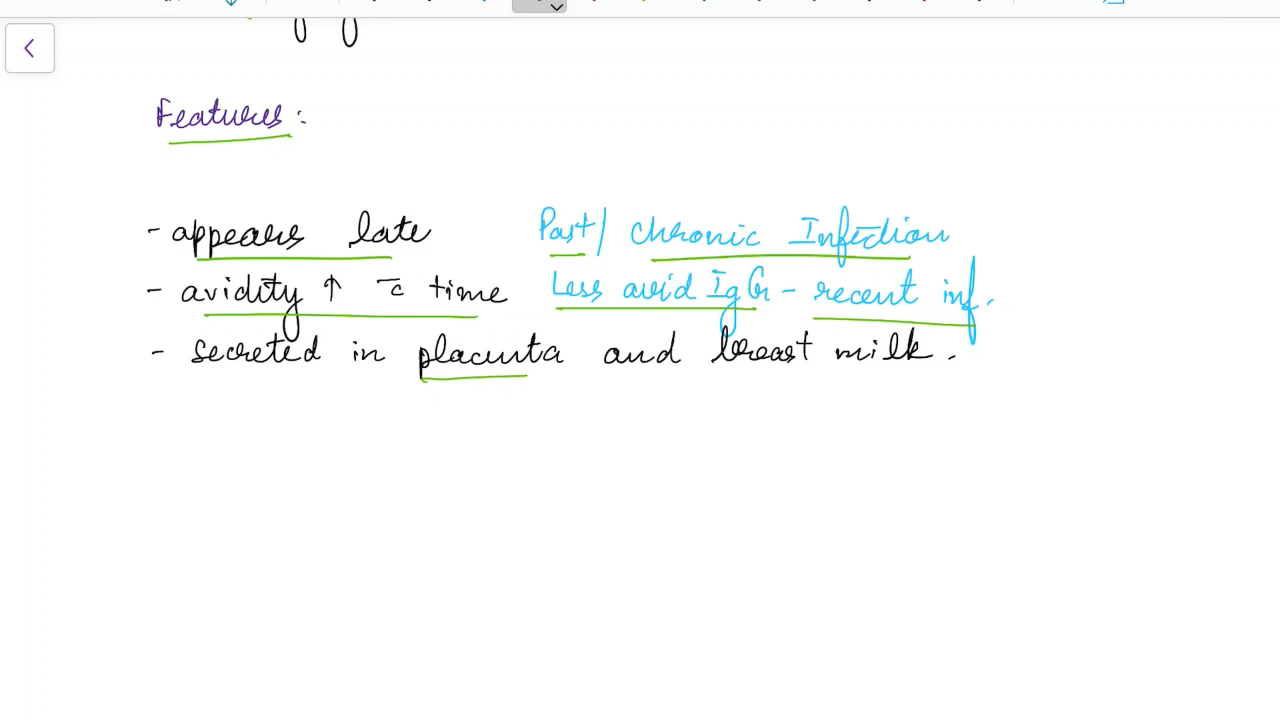 Features:
- appears late Past/ chronic Infection
- avidity ↑ c̄ time Less avid IgG - recent inf.
- secreted in placenta and breast milk.